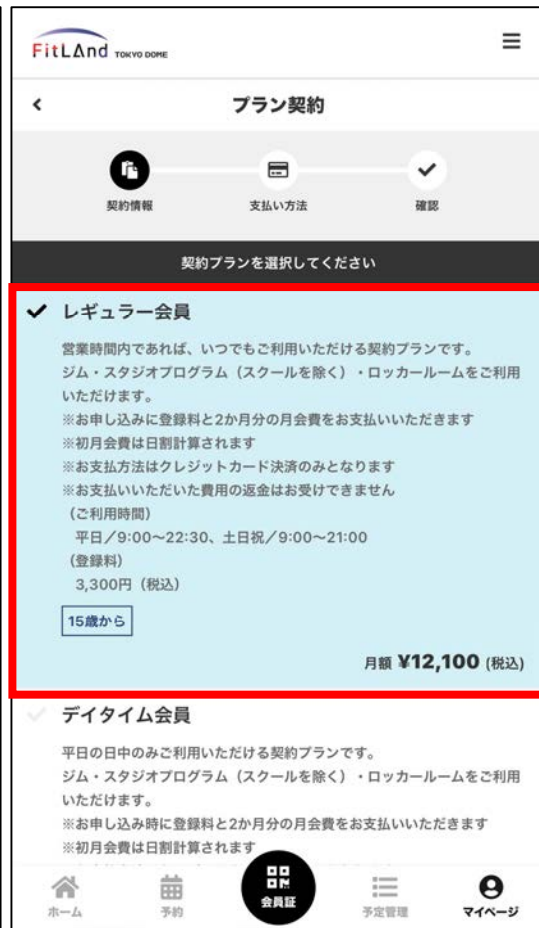 FitLΔnd TOKYO DOME
プラン契約
契約情報
支払い方法
確認
契約プランを選択してください
レギュラー会員
営業時間内であれば、いつでもご利用いただける契約プランです。
ジム・スタジオプログラム（スクールを除く）・ロッカールームをご利用
いただけます。
※お申し込みに登録料と2か月分の月会費をお支払いいただきます
※初月会費は日割計算されます
※お支払方法はクレジットカード決済のみとなります
※お支払いいただいた費用の返金はお受けできません
（ご利用時間）
平日／9:00〜22:30、土日祝／9:00〜21:00
（登録料）
3,300円（税込）
15歳から
月額 ¥12,100 (税込)
デイタイム会員
平日の日中のみご利用いただける契約プランです。
ジム・スタジオプログラム（スクールを除く）・ロッカールームをご利用
いただけます。
※お申し込み時に登録料と2か月分の月会費をお支払いいただきます
※初月会費は日割計算されます
ホーム
予約
会員証
予定管理
マイページ